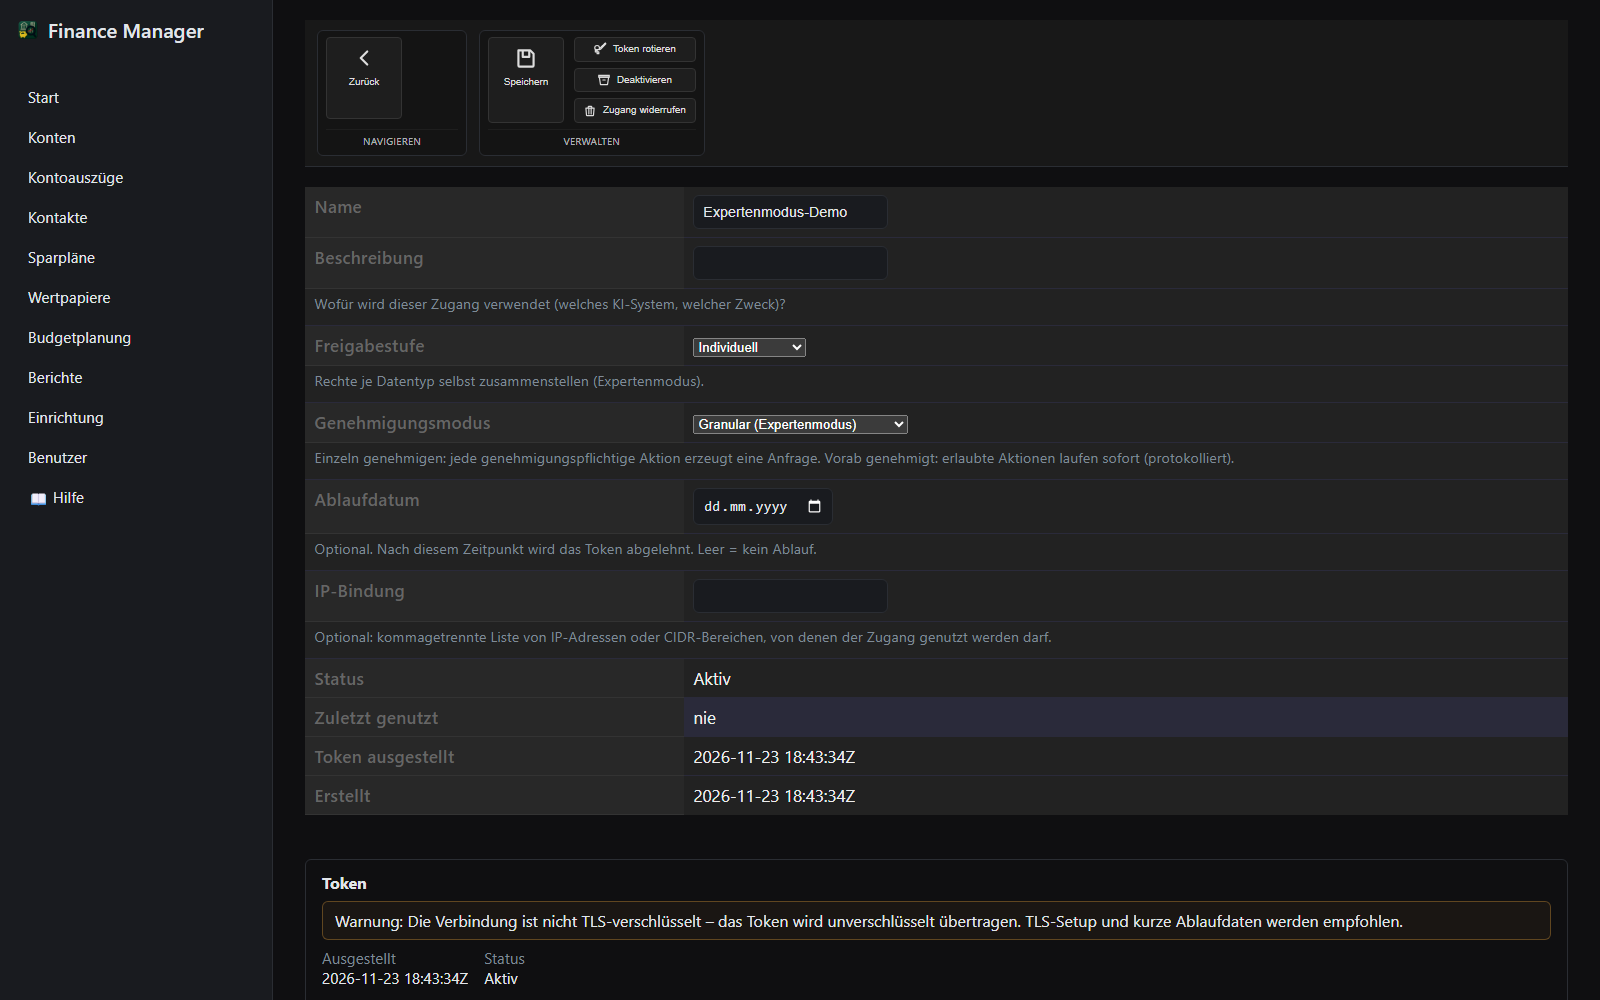 Finance Manager
Start
Konten
Kontoauszüge
Kontakte
Sparpläne
Wertpapiere
Budgetplanung
Berichte
Einrichtung
Benutzer
Hilfe
Zurück
NAVIGIEREN
Speichern
Token rotieren
Deaktivieren
Zugang widerrufen
VERWALTEN
Name
Expertenmodus-Demo
Beschreibung
Wofür wird dieser Zugang verwendet (welches KI-System, welcher Zweck)?
Freigabestufe
Individuell
Rechte je Datentyp selbst zusammenstellen (Expertenmodus).
Genehmigungsmodus
Granular (Expertenmodus)
Einzeln genehmigen: jede genehmigungspflichtige Aktion erzeugt eine Anfrage. Vorab genehmigt: erlaubte Aktionen laufen sofort (protokolliert).
Ablaufdatum
dd.mm.yyyy
Optional. Nach diesem Zeitpunkt wird das Token abgelehnt. Leer = kein Ablauf.
IP-Bindung
Optional: kommagetrennte Liste von IP-Adressen oder CIDR-Bereichen, von denen der Zugang genutzt werden darf.
Status
Aktiv
Zuletzt genutzt
nie
Token ausgestellt
2026-11-23 18:43:34Z
Erstellt
2026-11-23 18:43:34Z
Token
Warnung: Die Verbindung ist nicht TLS-verschlüsselt – das Token wird unverschlüsselt übertragen. TLS-Setup und kurze Ablaufdaten werden empfohlen.
Ausgestellt
2026-11-23 18:43:34Z
Status
Aktiv